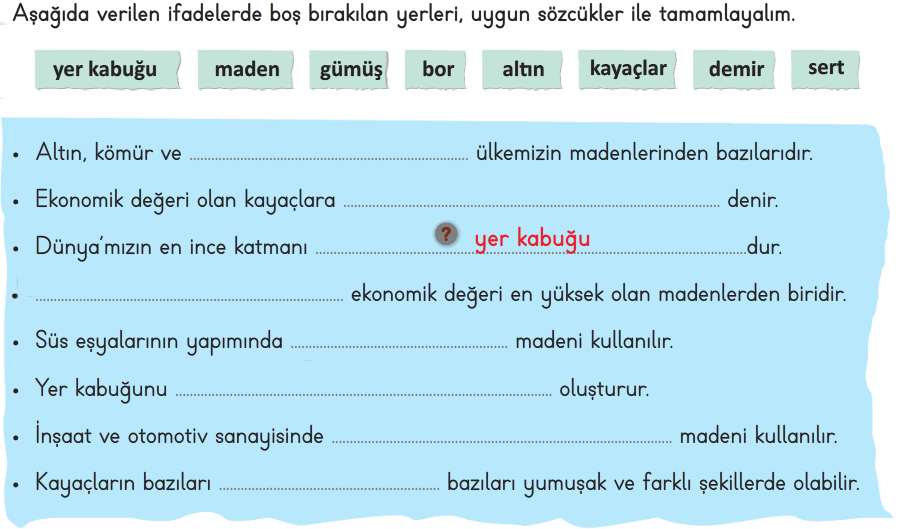 Aşağıda verilen ifadelerde boş bırakılan yerleri, uygun sözcükler ile tamamlayalım.
yer kabuğu maden gümüş bor altın kayaçlar demir sert
• Altın, kömür ve ........................ ülkemizin madenlerinden bazılarıdır.
• Ekonomik değeri olan kayaçlara ........................ denir.
• Dünya'mızın en ince katmanı ............ ? yer kabuğu ............dur.
• ........................ ekonomik değeri en yüksek olan madenlerden biridir.
• Süs eşyalarının yapımında ........................ madeni kullanılır.
• Yer kabuğunu ........................ oluşturur.
• İnşaat ve otomotiv sanayisinde ........................ madeni kullanılır.
• Kayaçların bazıları ........................ bazıları yumuşak ve farklı şekillerde olabilir.